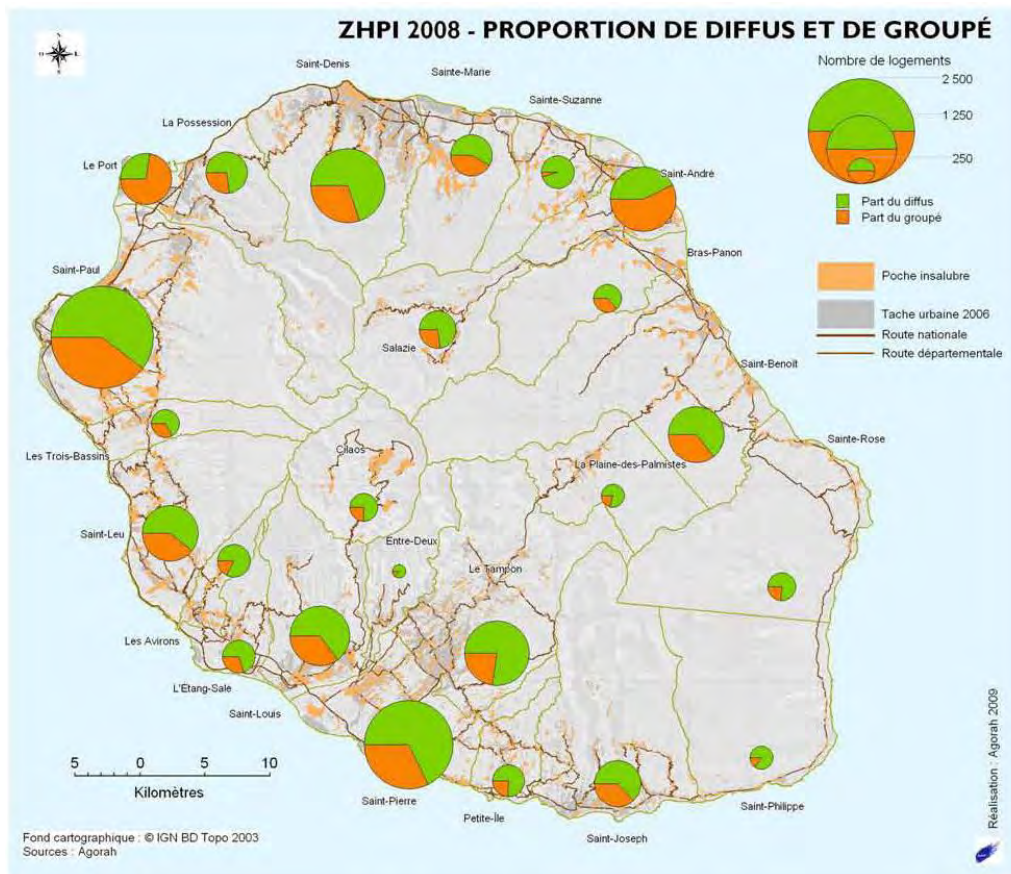 ZHPI 2008 - PROPORTION DE DIFFUS ET DE GROUPÉ
Nombre de logements
2 500
1 250
250
Part du diffus
Part du groupé
Poche insalubre
Tache urbaine 2006
Route nationale
Route départementale
Saint-Denis
Sainte-Marie
Sainte-Suzanne
La Possession
Le Port
Saint-André
Bras-Panon
Saint-Paul
Salazie
Saint-Benoit
Sainte-Rose
Les Trois-Bassins
Cilaos
La Plaine-des-Palmistes
Saint-Leu
Entre-Deux
Le Tampon
Les Avirons
L'Étang-Salé
Saint-Louis
Saint-Pierre
Petite-Île
Saint-Joseph
Saint-Philippe
5 0 5 10
Kilomètres
Fond cartographique : © IGN BD Topo 2003
Sources : Agorah
Réalisation : Agorah 2009